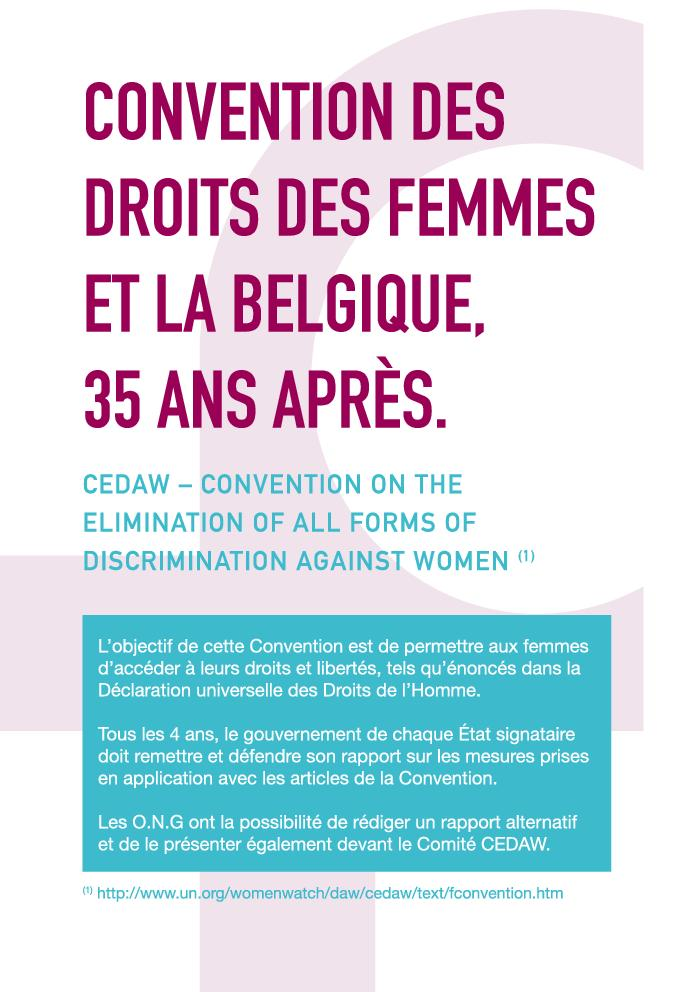 CONVENTION DES
DROITS DES FEMMES
ET LA BELGIQUE,
35 ANS APRÈS.
CEDAW – CONVENTION ON THE
ELIMINATION OF ALL FORMS OF
DISCRIMINATION AGAINST WOMEN (1)
L’objectif de cette Convention est de permettre aux femmes
d’accéder à leurs droits et libertés, tels qu’énoncés dans la
Déclaration universelle des Droits de l’Homme.
Tous les 4 ans, le gouvernement de chaque État signataire
doit remettre et défendre son rapport sur les mesures prises
en application avec les articles de la Convention.
Les O.N.G ont la possibilité de rédiger un rapport alternatif
et de le présenter également devant le Comité CEDAW.
(1) http://www.un.org/womenwatch/daw/cedaw/text/fconvention.htm